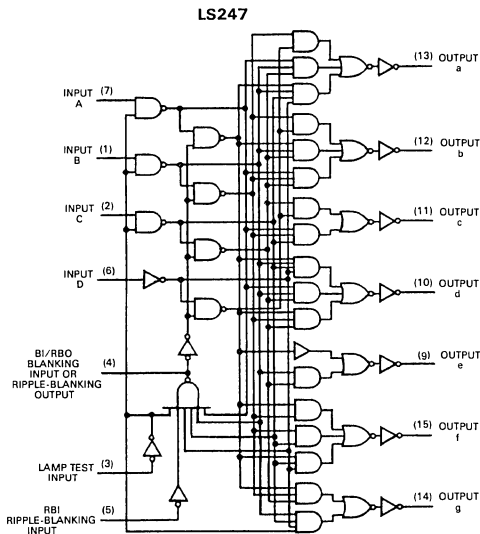 LS247
INPUT A (7)
INPUT B (1)
INPUT C (2)
INPUT D (6)
BI/RBO
BLANKING
INPUT OR
RIPPLE-BLANKING
OUTPUT
(4)
LAMP TEST
INPUT
(3)
RBI
RIPPLE-BLANKING
INPUT
(5)
(13) OUTPUT
a
(12) OUTPUT
b
(11) OUTPUT
c
(10) OUTPUT
d
(9) OUTPUT
e
(15) OUTPUT
f
(14) OUTPUT
g